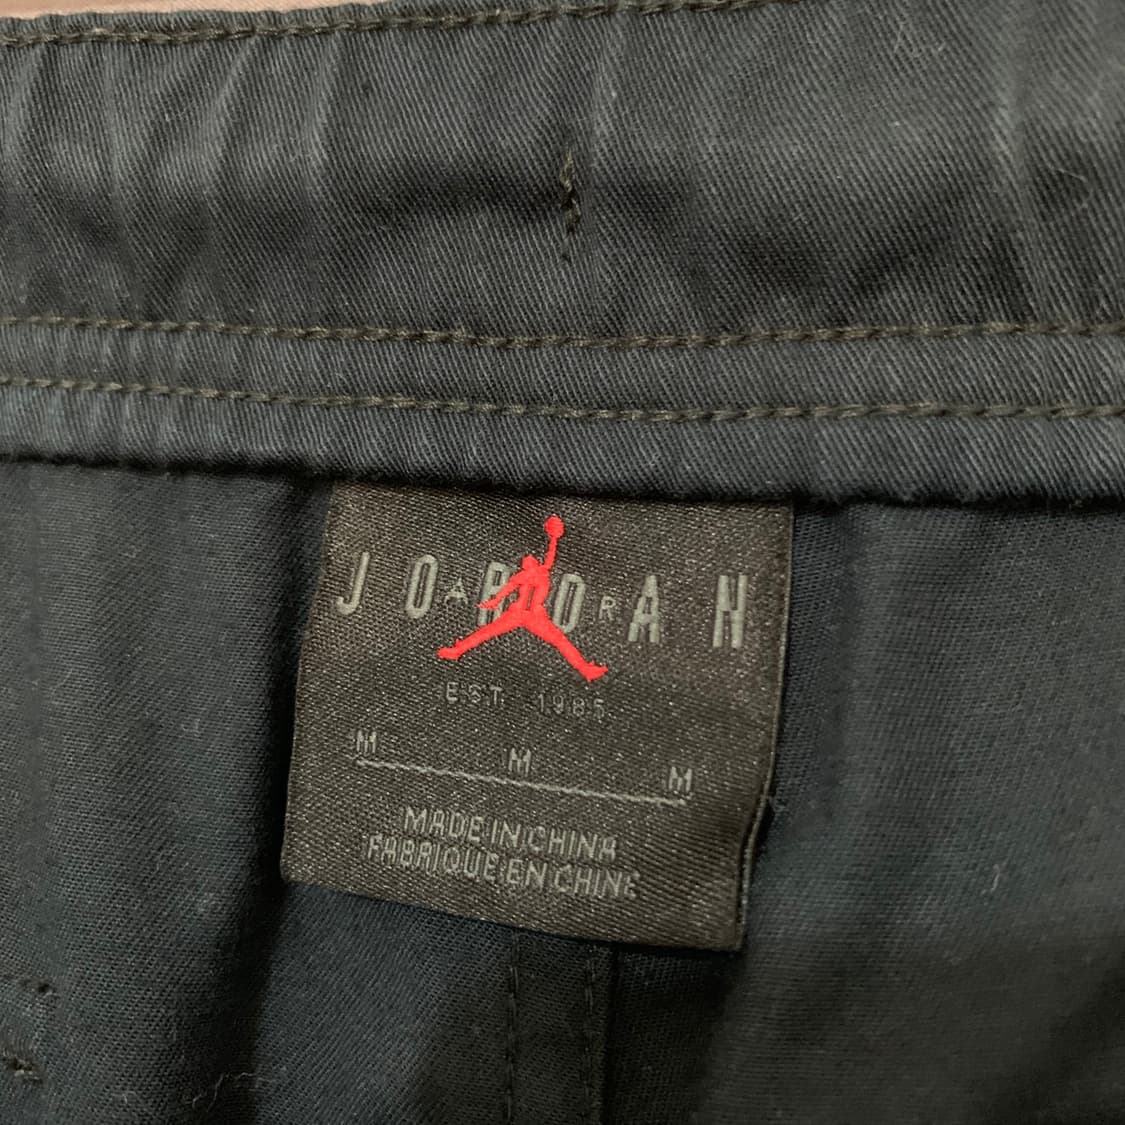 JORDAN
AIR
EST. 1985
M M M
MADE IN CHINA
FABRIQUE EN CHINE